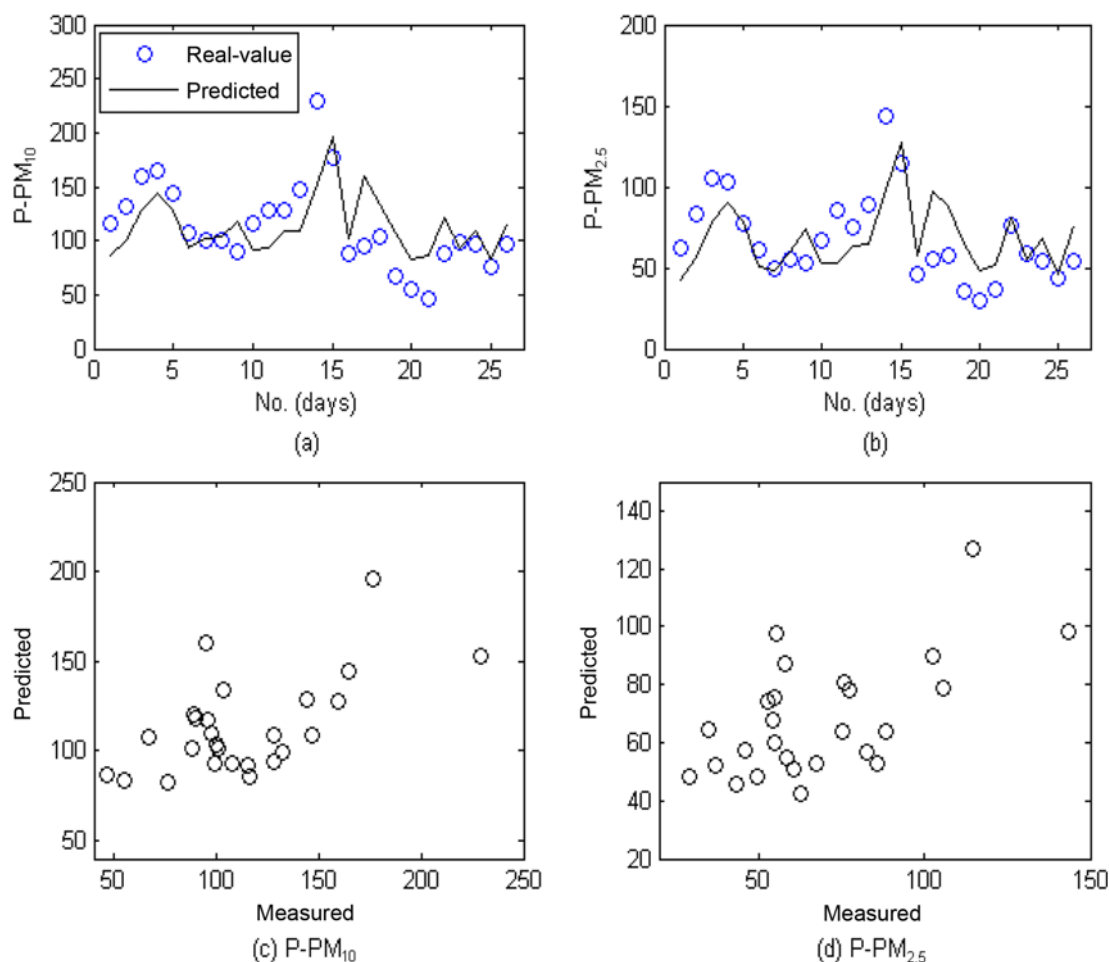 300
250
200
150
100
50
0
P-PM10
Real-value
Predicted
0 5 10 15 20 25
No. (days)
(a)
200
150
100
50
0
P-PM2.5
0 5 10 15 20 25
No. (days)
(b)
250
200
150
100
50
Predicted
50 100 150 200 250
Measured
(c) P-PM10
140
120
100
80
60
40
20
Predicted
50 100 150
Measured
(d) P-PM2.5